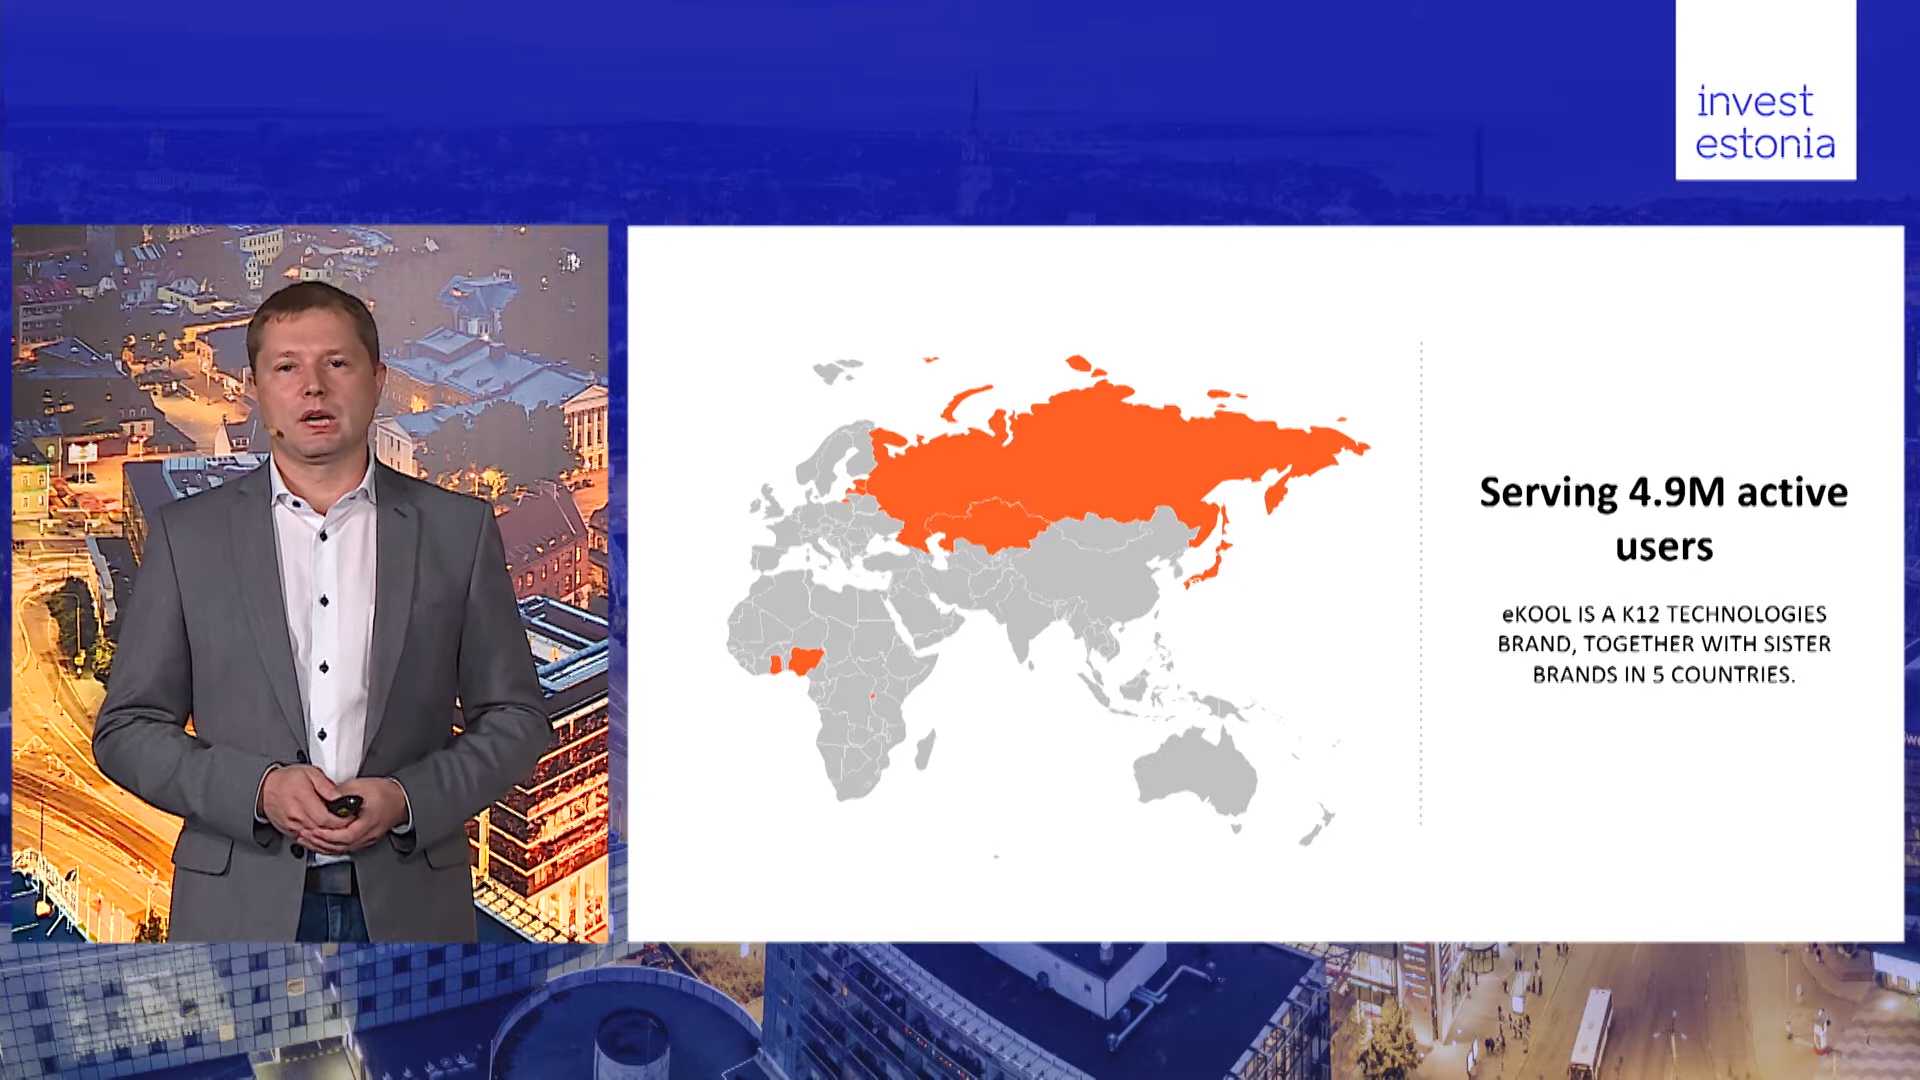 invest
estonia
Serving 4.9M active
users
eKOOL IS A K12 TECHNOLOGIES
BRAND, TOGETHER WITH SISTER
BRANDS IN 5 COUNTRIES.